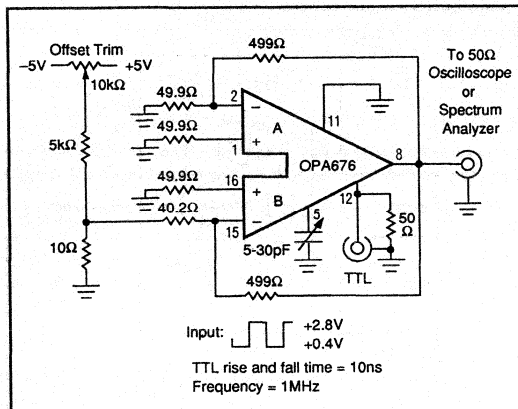 Offset Trim
–5V
+5V
10kΩ
5kΩ
10Ω
499Ω
49.9Ω
2
–
A
49.9Ω
+
1
11
OPA676
8
49.9Ω
16
+
B
40.2Ω
–
15
5
5-30pF
12
50
Ω
TTL
499Ω
To 50Ω
Oscilloscope
or
Spectrum
Analyzer
Input:
+2.8V
+0.4V
TTL rise and fall time = 10ns
Frequency = 1MHz